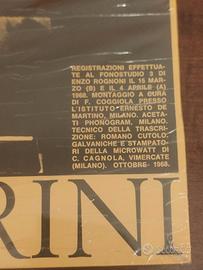 REGISTRAZIONI EFFETTUA-
TE AL FONOSTUDIO 3 DI
ENZO ROGNONI IL 15 MAR-
ZO (B) E IL 4 APRILE (A)
1968. MONTAGGIO A CURA
DI F. COGGIOLA PRESSO
L'ISTITUTO ERNESTO DE
MARTINO, MILANO. ACETA-
TI PHONOGRAM, MILANO.
TECNICO DELLA TRASCRI-
ZIONE: ROMANO CUTOLO;
GALVANICHE E STAMPATO-
RI DELLA MICROWATT DI
C. CAGNOLA, VIMERCATE
(MILANO). OTTOBRE 1968.
RINI
subito